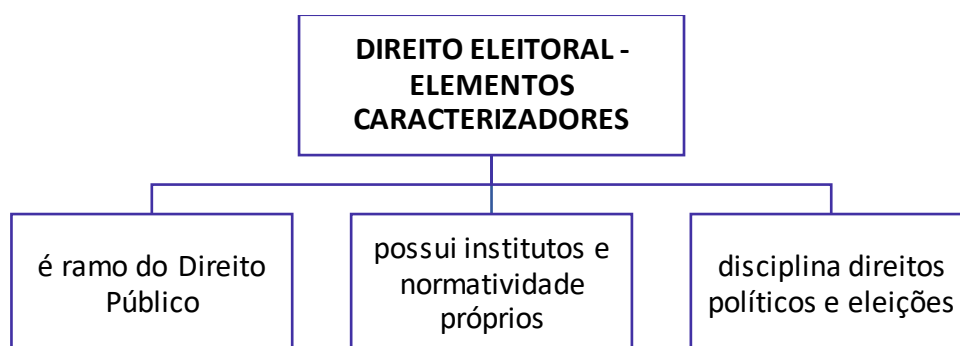 DIREITO ELEITORAL -
ELEMENTOS
CARACTERIZADORES
é ramo do Direito
Público
possui institutos e
normatividade
próprios
disciplina direitos
políticos e eleições